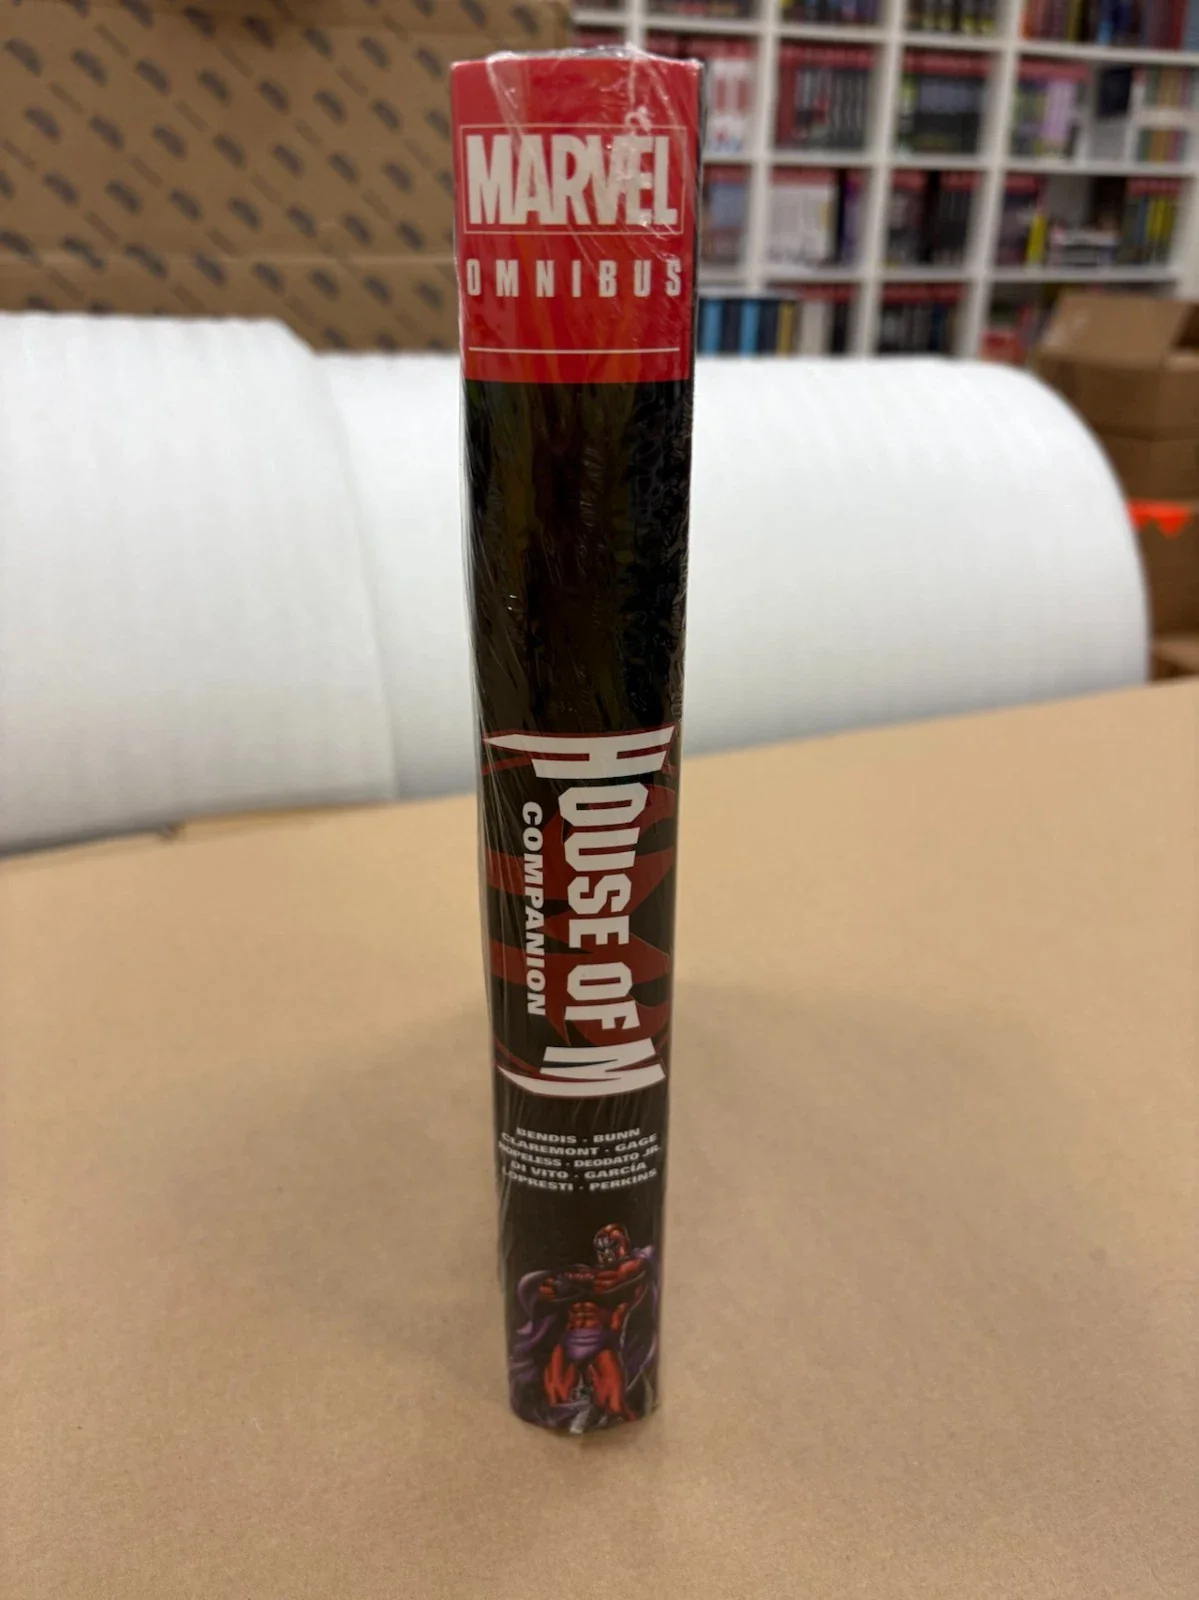 MARVEL
OMNIBUS
HOUSE OF M
COMPANION
BENDIS · BUNN
CLAREMONT · GAGE
HOPELESS · DEODATO JR.
DI VITO · GARCÍA
LOPRESTI · PERKINS